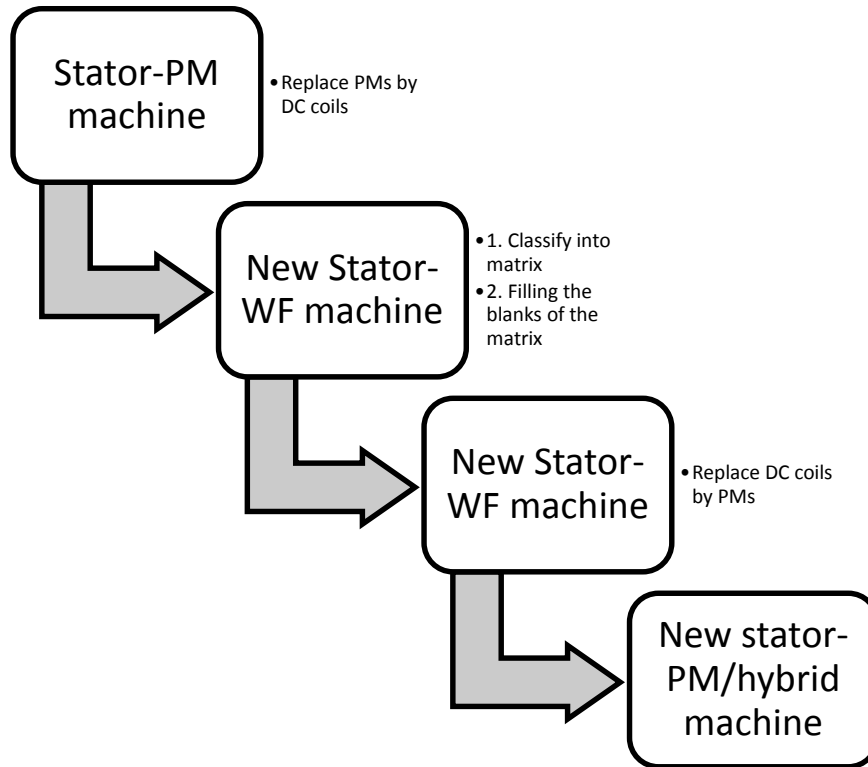 Stator-PM
machine
•Replace PMs by
DC coils
New Stator-
WF machine
•1. Classify into
matrix
•2. Filling the
blanks of the
matrix
New Stator-
WF machine
•Replace DC coils
by PMs
New stator-
PM/hybrid
machine